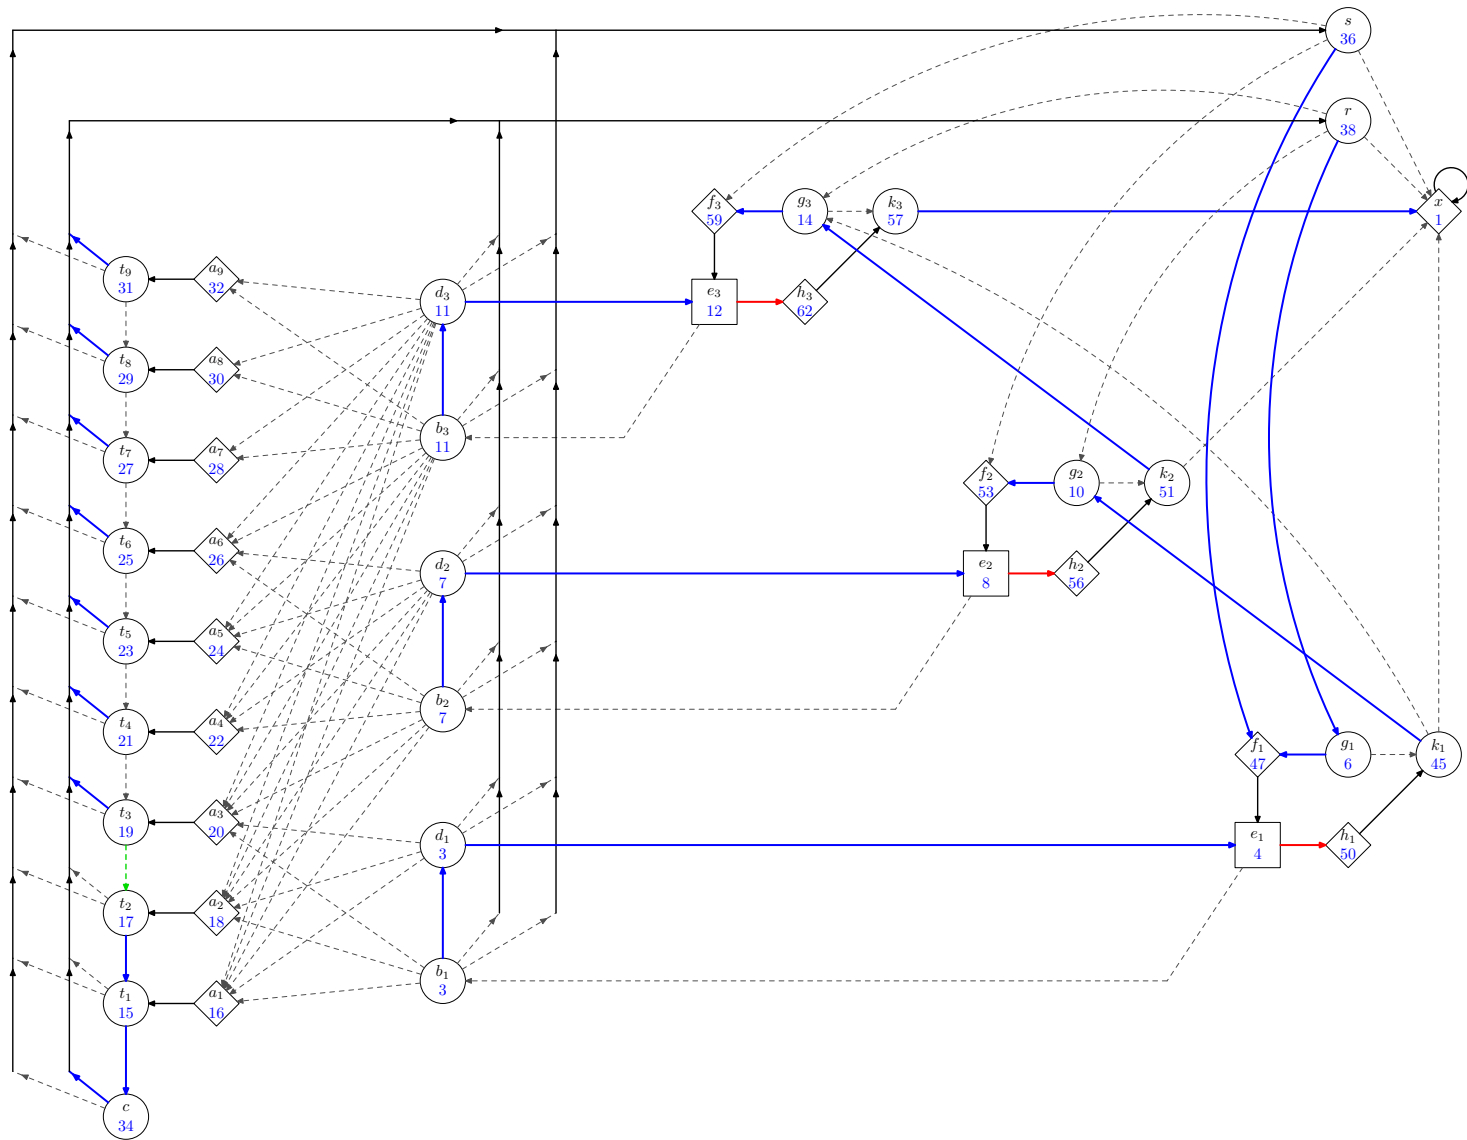 s
36
r
38
f₃
59
g₃
14
k₃
57
x
1
t₉
31
a₉
32
d₃
11
e₃
12
h₃
62
t₈
29
a₈
30
b₃
11
t₇
27
a₇
28
f₂
53
g₂
10
k₂
51
t₆
25
a₆
26
d₂
7
e₂
8
h₂
56
t₅
23
a₅
24
b₂
7
t₄
21
a₄
22
f₁
47
g₁
6
k₁
45
t₃
19
a₃
20
d₁
3
e₁
4
h₁
50
t₂
17
a₂
18
b₁
3
t₁
15
a₁
16
c
34